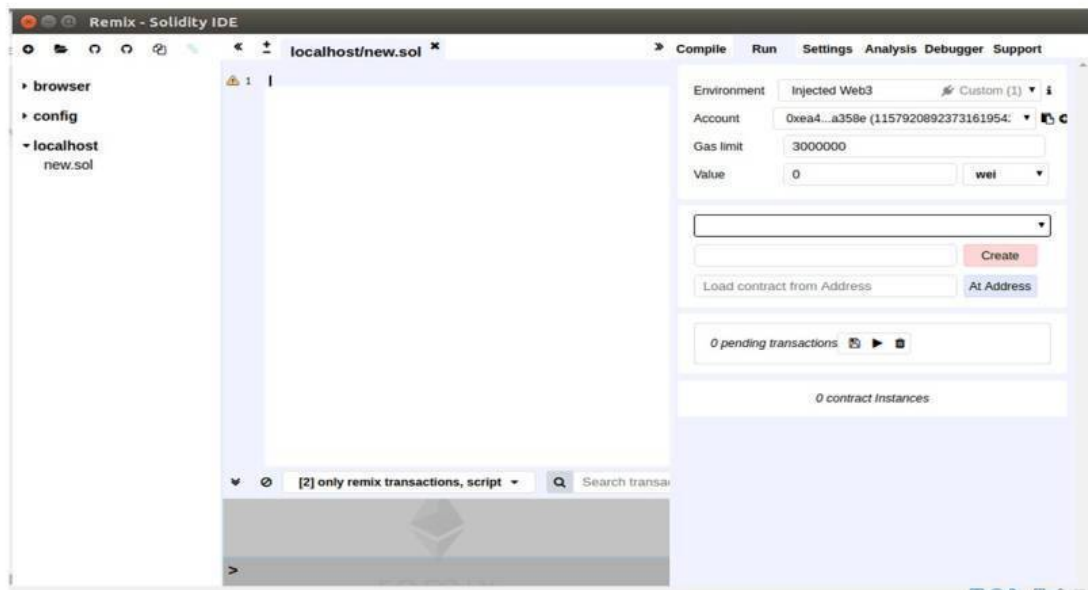 Remix - Solidity IDE
localhost/new.sol
Compile Run Settings Analysis Debugger Support
browser
config
localhost
new.sol
1
Environment Injected Web3 Custom (1) i
Account 0xea4...a358e (1157920892373161954:
Gas limit 3000000
Value 0 wei
Create
Load contract from Address At Address
0 pending transactions
0 contract Instances
[2] only remix transactions, script Search transa
>